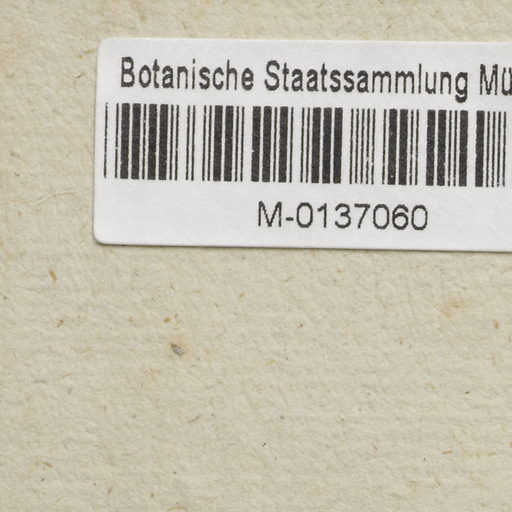 Botanische Staatssammlung Mü
M-0137060